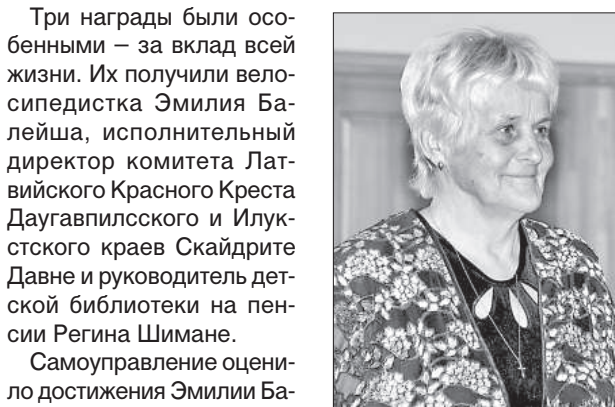 Три награды были осо-
бенными – за вклад всей
жизни. Их получили вело-
сипедистка Эмилия Ба-
лейша, исполнительный
директор комитета Лат-
вийского Красного Креста
Даугавпилсского и Илук-
стского краев Скайдрите
Давне и руководитель дет-
ской библиотеки на пен-
сии Регина Шимане.
Самоуправление оцени-
ло достижения Эмилии Ба-